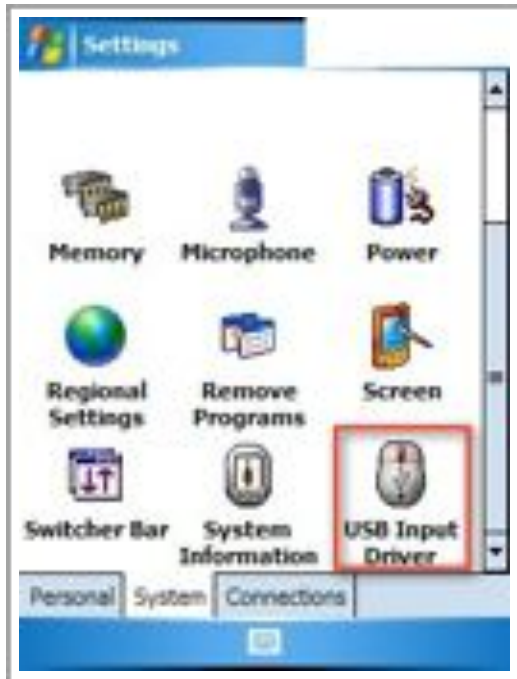 Settings
Memory Microphone Power
Regional Settings
Remove Programs
Screen
Switcher Bar
System Information
USB Input Driver
Personal System Connections